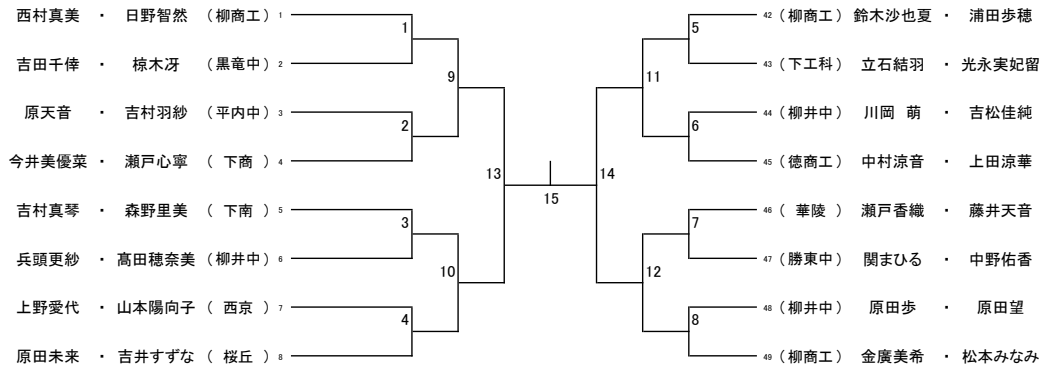 西村真美 ・ 日野智然 (柳商工) 1
吉田千倖 ・ 椋木冴 (黒竜中) 2
原天音 ・ 吉村羽紗 (平内中) 3
今井美優菜 ・ 瀬戸心寧 ( 下商 ) 4
吉村真琴 ・ 森野里美 ( 下南 ) 5
兵頭更紗 ・ 髙田穂奈美 (柳井中) 6
上野愛代 ・ 山本陽向子 ( 西京 ) 7
原田未来 ・ 吉井すずな ( 桜丘 ) 8
1
2
3
4
9
10
13
15
14
11
12
5
6
7
8
42 (柳商工) 鈴木沙也夏 ・ 浦田歩穂
43 (下工科) 立石結羽 ・ 光永実妃留
44 (柳井中) 川岡 萌 ・ 吉松佳純
45 (徳商工) 中村涼音 ・ 上田涼華
46 ( 華陵 ) 瀬戸香織 ・ 藤井天音
47 (勝東中) 関まひる ・ 中野佑香
48 (柳井中) 原田歩 ・ 原田望
49 (柳商工) 金廣美希 ・ 松本みなみ